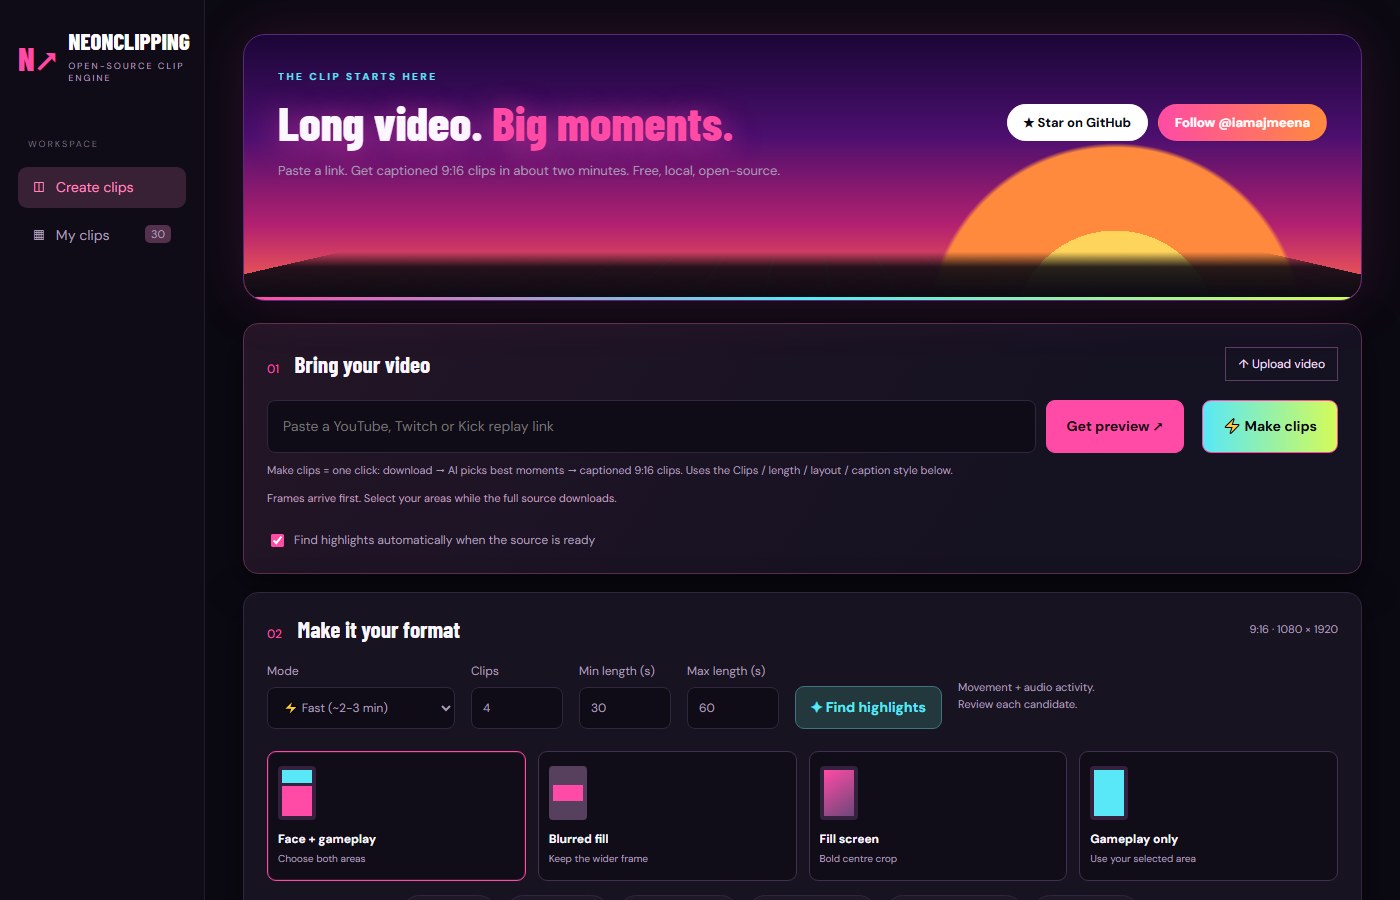 N↗
NEONCLIPPING
OPEN-SOURCE CLIP
ENGINE
WORKSPACE
Create clips
My clips 30
THE CLIP STARTS HERE
Long video. Big moments.
Paste a link. Get captioned 9:16 clips in about two minutes. Free, local, open-source.
★ Star on GitHub
Follow @lamajmeena
01 Bring your video
↑ Upload video
Paste a YouTube, Twitch or Kick replay link
Get preview ↗
⚡ Make clips
Make clips = one click: download → AI picks best moments → captioned 9:16 clips. Uses the Clips / length / layout / caption style below.
Frames arrive first. Select your areas while the full source downloads.
Find highlights automatically when the source is ready
02 Make it your format
9:16 · 1080 × 1920
Mode Clips Min length (s) Max length (s)
⚡ Fast (~2-3 min) 4 30 60
✦ Find highlights
Movement + audio activity.
Review each candidate.
Face + gameplay
Choose both areas
Blurred fill
Keep the wider frame
Fill screen
Bold centre crop
Gameplay only
Use your selected area